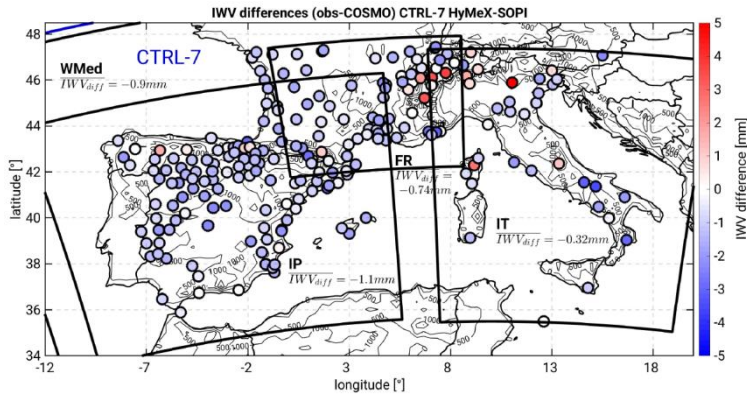 IWV differences (obs-COSMO) CTRL-7 HyMeX-SOPI
48
46
44
42
40
38
36
34
latitude [°]
CTRL-7
WMed
IWV_diff = −0.9mm
FR
IWV_diff =
−0.74mm
IT
IWV_diff = −0.32mm
IP
IWV_diff = −1.1mm
-12
-7
-2
3
8
13
18
longitude [°]
5
4
3
2
1
0
-1
-2
-3
-4
-5
IWV difference [mm]